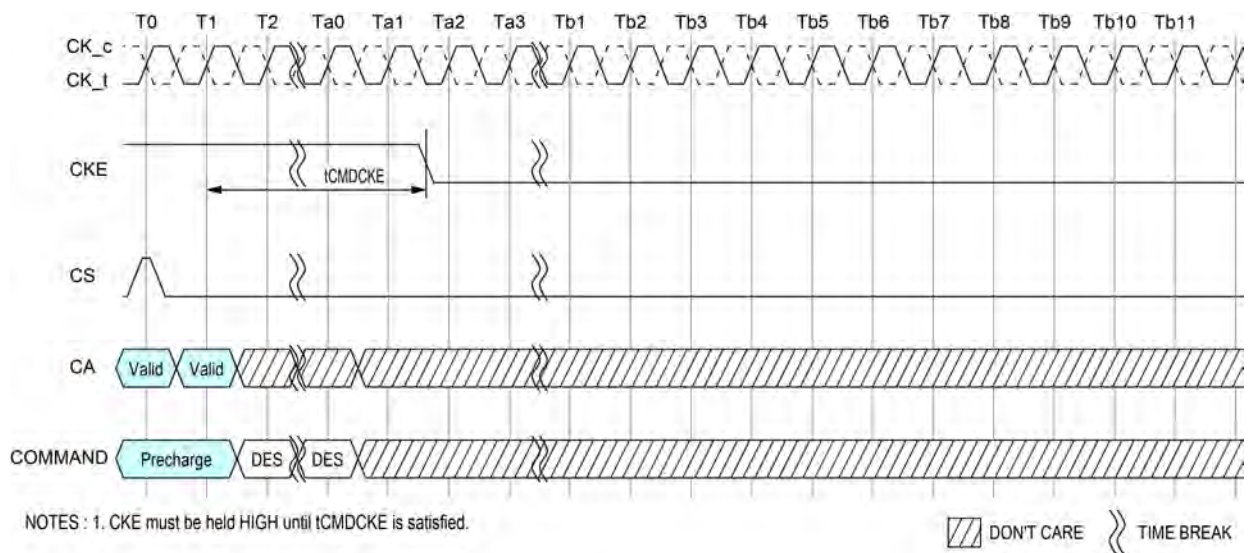 T0 T1 T2 Ta0 Ta1 Ta2 Ta3 Tb1 Tb2 Tb3 Tb4 Tb5 Tb6 Tb7 Tb8 Tb9 Tb10 Tb11
CK_c
CK_t
CKE
tCMDCKE
CS
CA Valid Valid
COMMAND Precharge DES DES
NOTES : 1. CKE must be held HIGH until tCMDCKE is satisfied.
DON'T CARE TIME BREAK